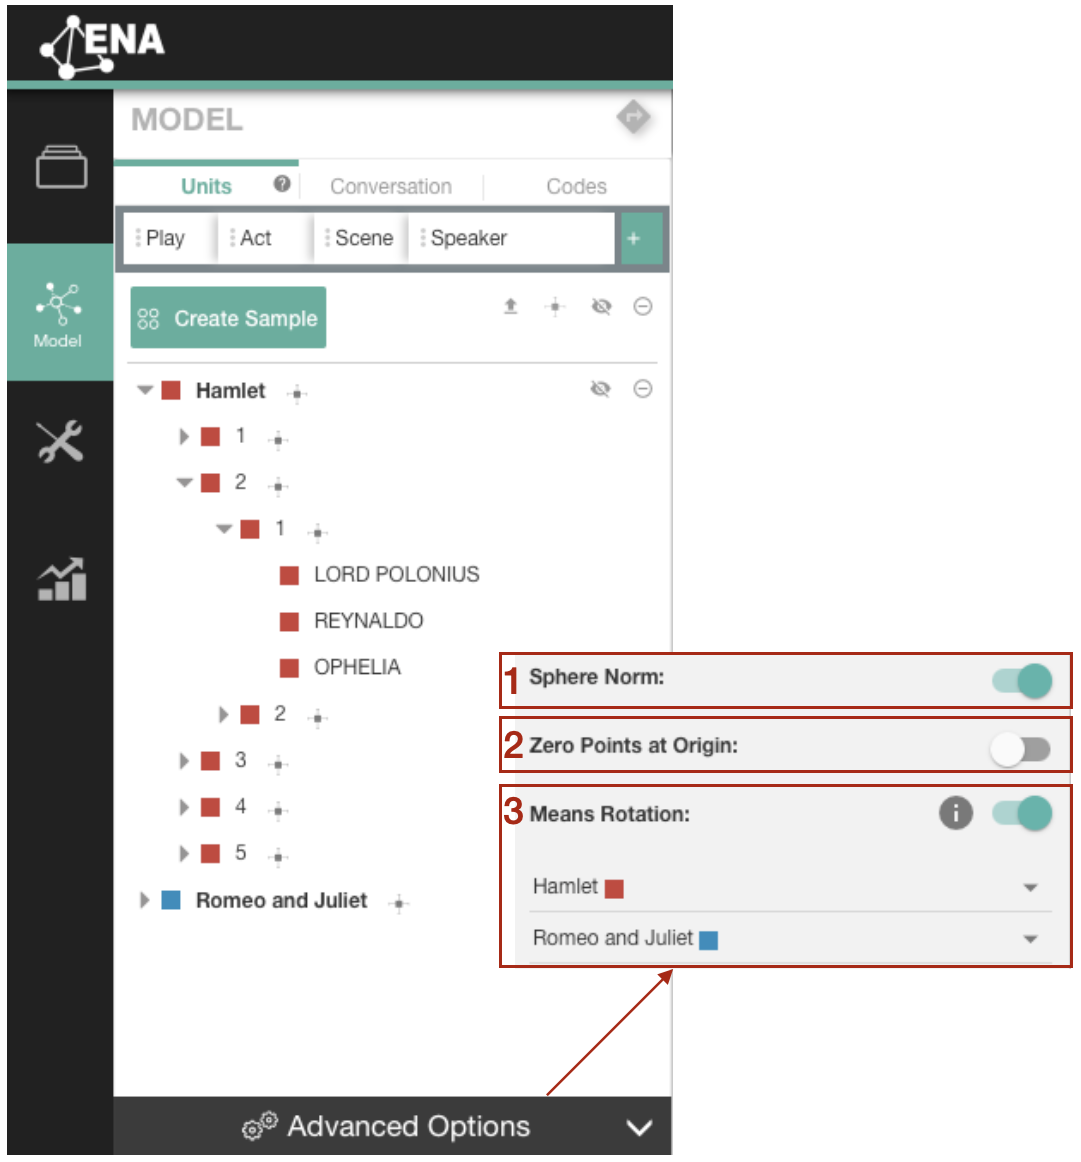 ENA
MODEL
Units ? Conversation Codes
Play Act Scene Speaker +
Create Sample
Model
Hamlet
1
2
1
LORD POLONIUS
REYNALDO
OPHELIA
2
3
4
5
Romeo and Juliet
1 Sphere Norm:
2 Zero Points at Origin:
3 Means Rotation: i
Hamlet
Romeo and Juliet
Advanced Options